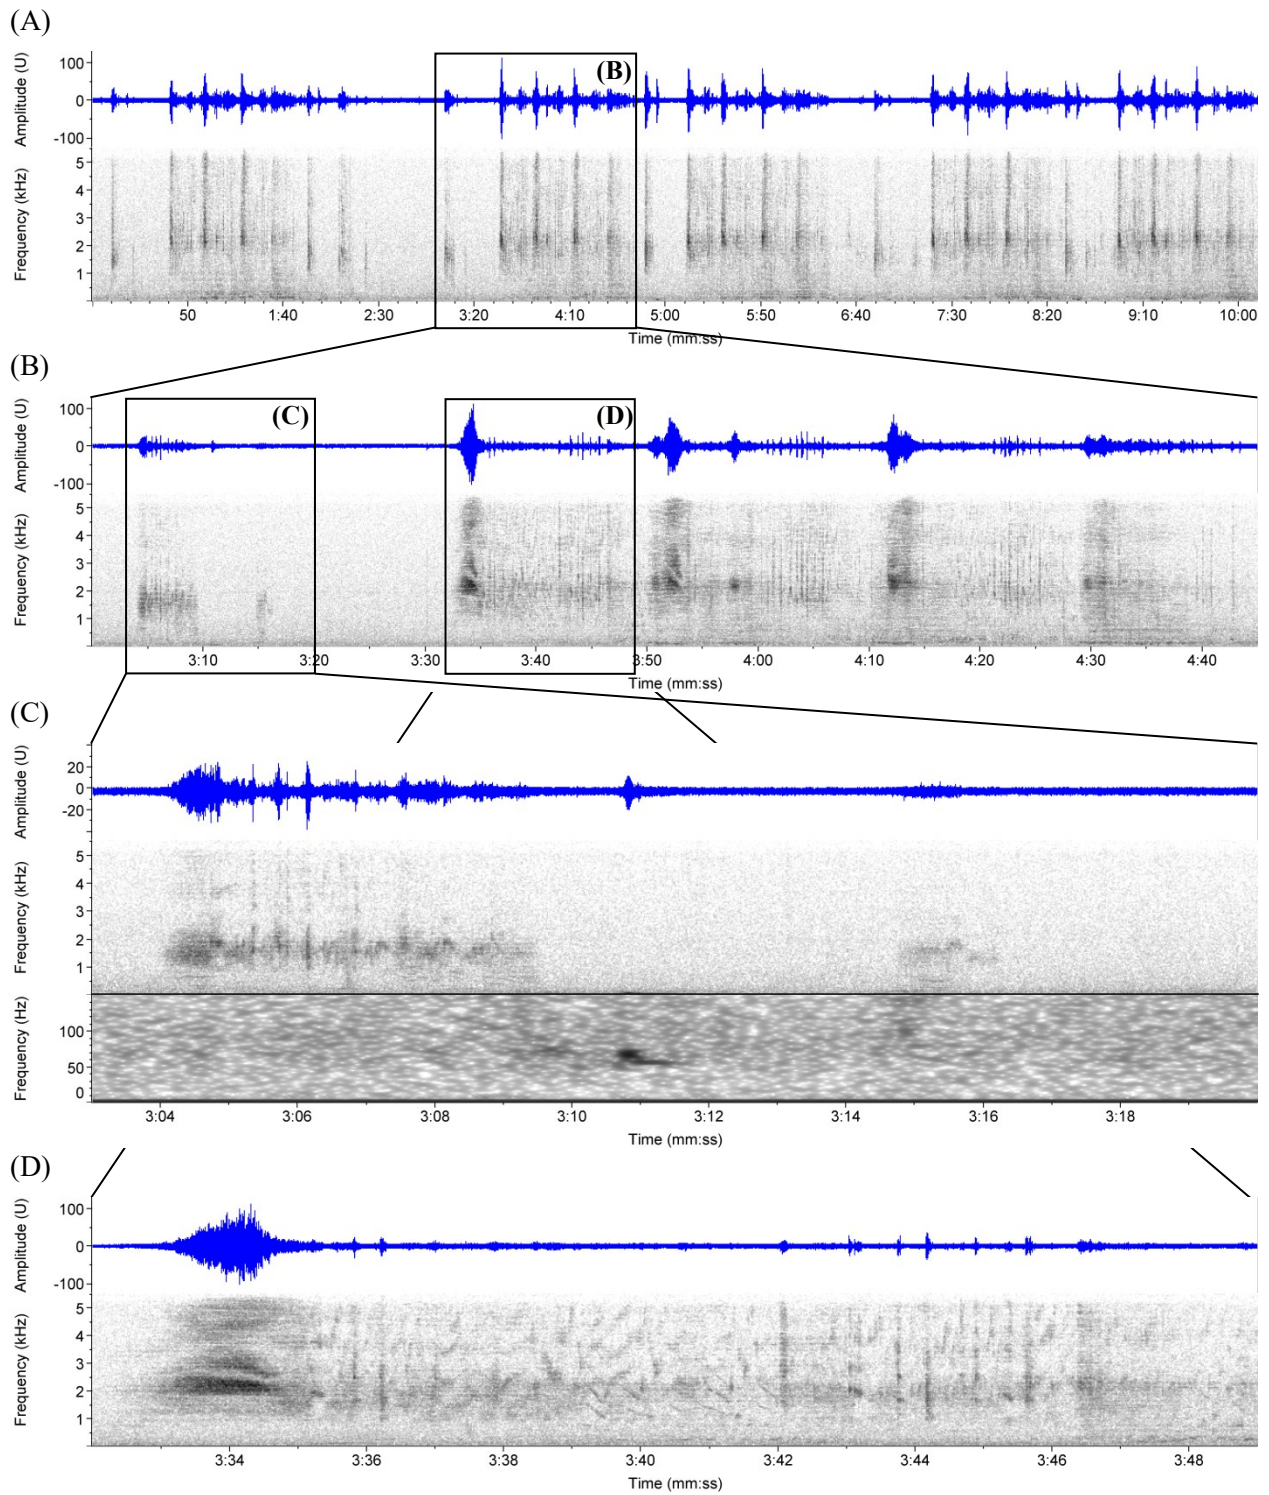 (A)
Amplitude (U)
100
0
-100
(B)
Frequency (kHz)
5
4
3
2
1
50 1:40 2:30 3:20 4:10 5:00 5:50 6:40 7:30 8:20 9:10 10:00
Time (mm:ss)
(B)
Amplitude (U)
100
0
-100
(C) (D)
Frequency (kHz)
5
4
3
2
1
3:10 3:20 3:30 3:40 3:50 4:00 4:10 4:20 4:30 4:40
Time (mm:ss)
(C)
Amplitude (U)
20
0
-20
Frequency (kHz)
5
4
3
2
1
Frequency (Hz)
100
50
0
3:04 3:06 3:08 3:10 3:12 3:14 3:16 3:18
Time (mm:ss)
(D)
Amplitude (U)
100
0
-100
Frequency (kHz)
5
4
3
2
1
3:34 3:36 3:38 3:40 3:42 3:44 3:46 3:48
Time (mm:ss)